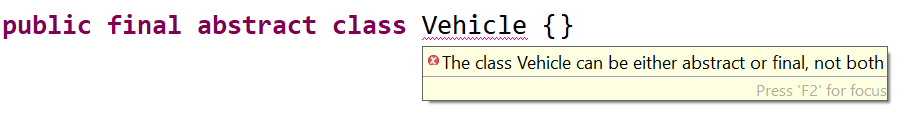 public final abstract class Vehicle {}
The class Vehicle can be either abstract or final, not both
Press 'F2' for focus